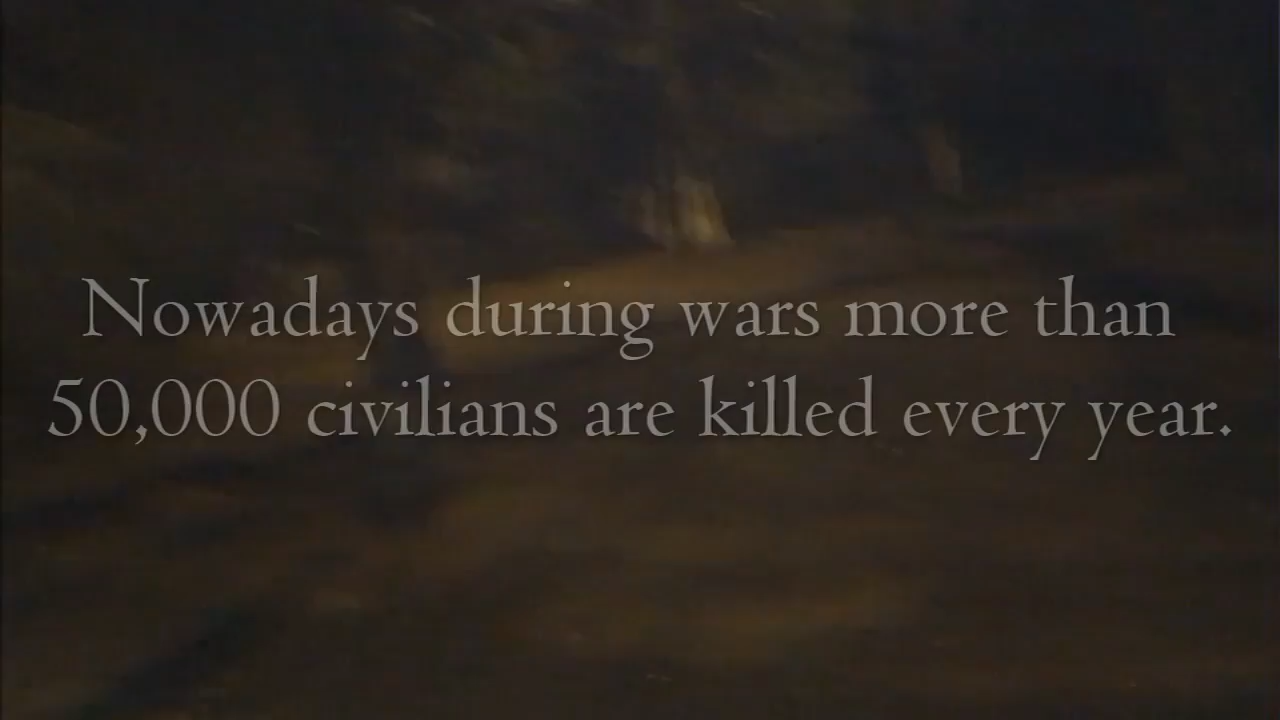 Nowadays during wars more than
50,000 civilians are killed every year.